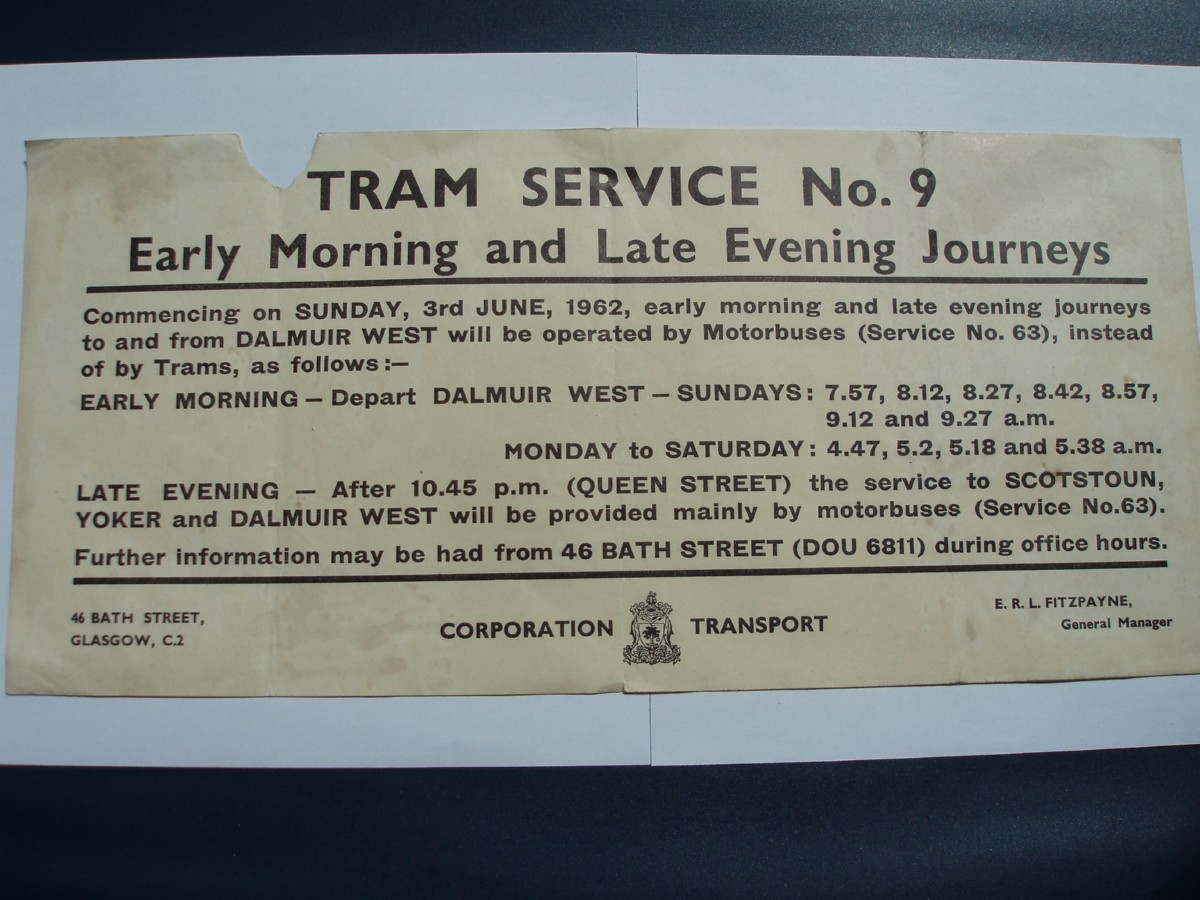 TRAM SERVICE No. 9
Early Morning and Late Evening Journeys
Commencing on SUNDAY, 3rd JUNE, 1962, early morning and late evening journeys
to and from DALMUIR WEST will be operated by Motorbuses (Service No. 63), instead
of by Trams, as follows :—
EARLY MORNING — Depart DALMUIR WEST — SUNDAYS : 7.57, 8.12, 8.27, 8.42, 8.57,
9.12 and 9.27 a.m.
MONDAY to SATURDAY : 4.47, 5.2, 5.18 and 5.38 a.m.
LATE EVENING — After 10.45 p.m. (QUEEN STREET) the service to SCOTSTOUN,
YOKER and DALMUIR WEST will be provided mainly by motorbuses (Service No.63).
Further information may be had from 46 BATH STREET (DOU 6811) during office hours.
46 BATH STREET,
GLASGOW, C.2
CORPORATION TRANSPORT
E. R. L. FITZPAYNE,
General Manager